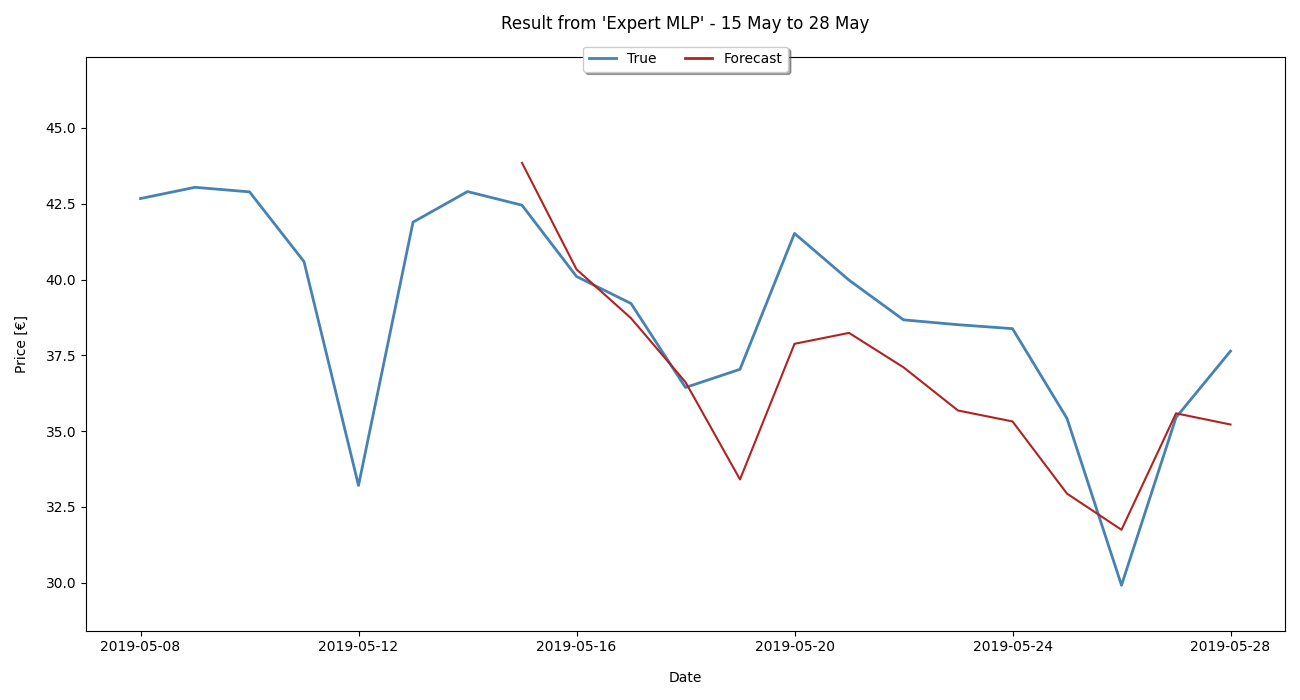 Result from 'Expert MLP' - 15 May to 28 May
True Forecast
45.0
42.5
40.0
37.5
35.0
32.5
30.0
Price [€]
2019-05-08 2019-05-12 2019-05-16 2019-05-20 2019-05-24 2019-05-28
Date